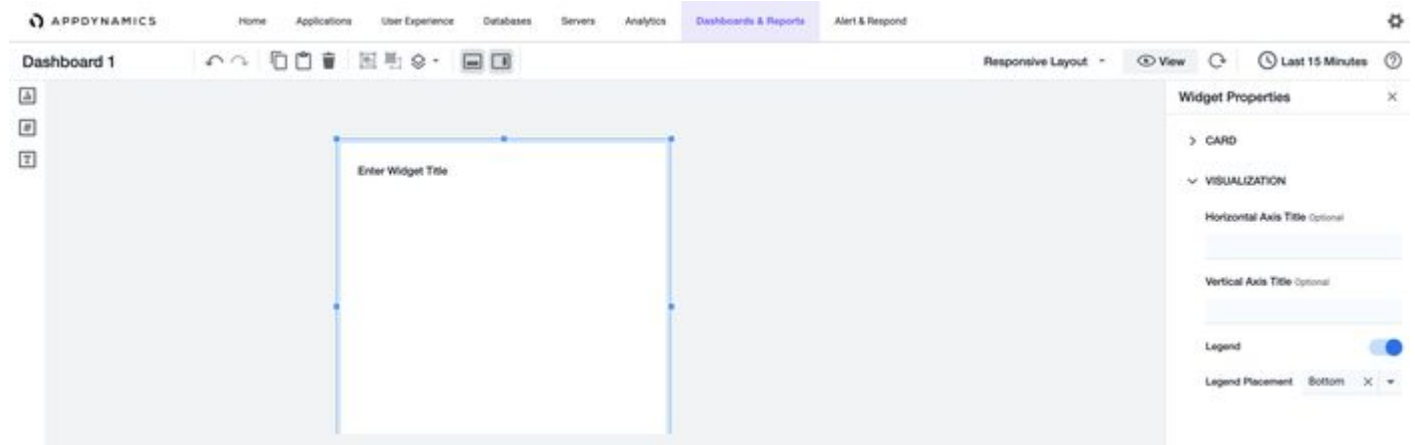 APPDYNAMICS Home Applications User Experience Databases Servers Analytics Dashboards & Reports Alert & Respond
Dashboard 1 Responsive Layout View Last 15 Minutes
Widget Properties
CARD
Enter Widget Title
VISUALIZATION
Horizontal Axis Title Optional
Vertical Axis Title Optional
Legend
Legend Placement Bottom